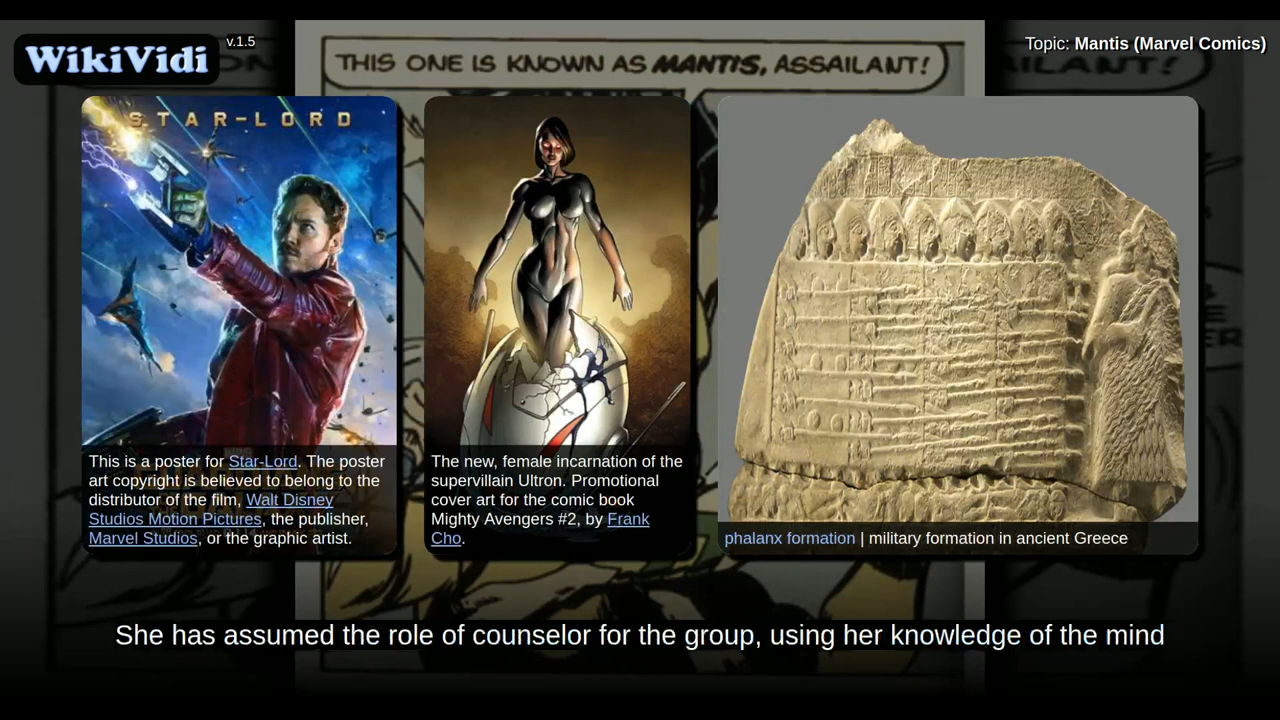 WikiVidi
v.1.5
Topic: Mantis (Marvel Comics)
THIS ONE IS KNOWN AS MANTIS, ASSAILANT!
STAR-LORD
This is a poster for Star-Lord. The poster
art copyright is believed to belong to the
distributor of the film, Walt Disney
Studios Motion Pictures, the publisher,
Marvel Studios, or the graphic artist.
The new, female incarnation of the
supervillain Ultron. Promotional
cover art for the comic book
Mighty Avengers #2, by Frank
Cho.
phalanx formation | military formation in ancient Greece
She has assumed the role of counselor for the group, using her knowledge of the mind